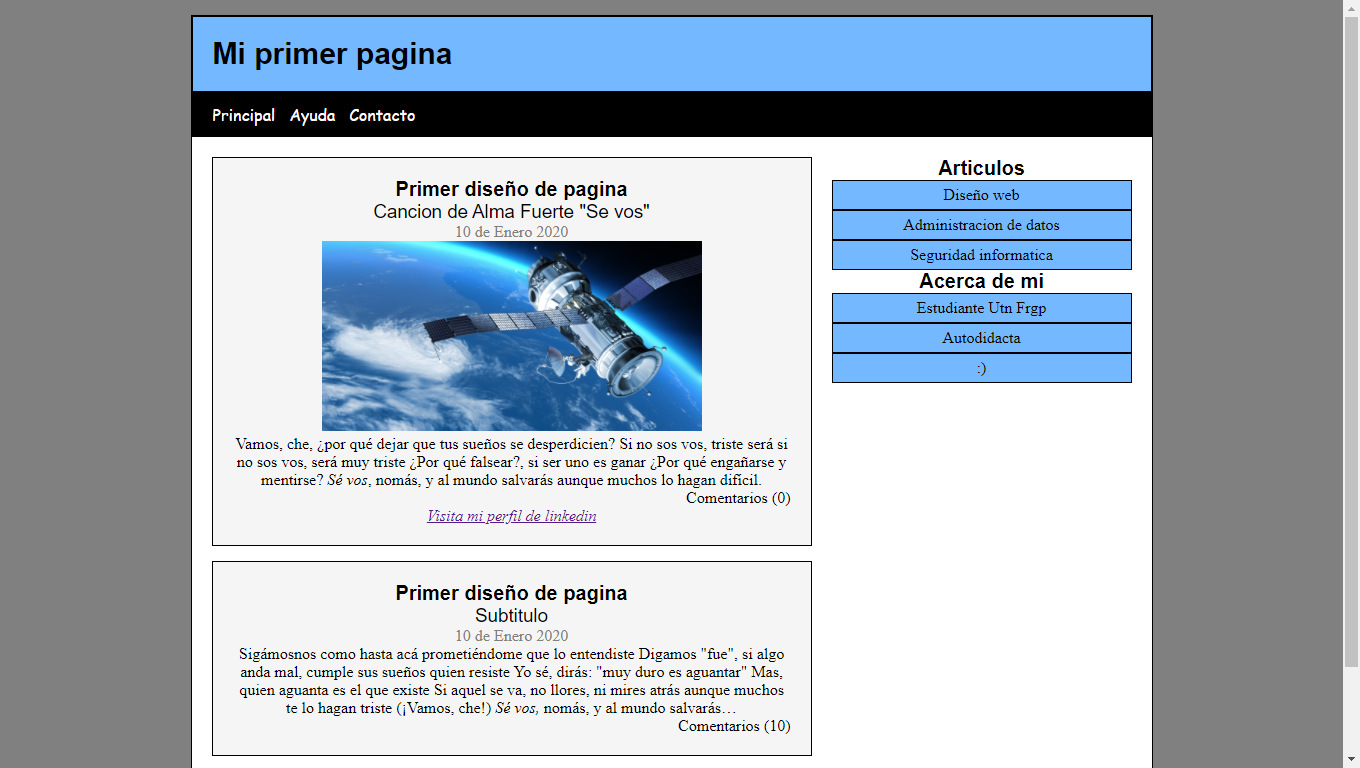 Mi primer pagina
Principal Ayuda Contacto
Primer diseño de pagina
Cancion de Alma Fuerte "Se vos"
10 de Enero 2020
Vamos, che, ¿por qué dejar que tus sueños se desperdicien? Si no sos vos, triste será si
no sos vos, será muy triste ¿Por qué falsear?, si ser uno es ganar ¿Por qué engañarse y
mentirse? Sé vos, nomás, y al mundo salvarás aunque muchos lo hagan difícil.
Comentarios (0)
Visita mi perfil de linkedin
Primer diseño de pagina
Subtitulo
10 de Enero 2020
Sigámosnos como hasta acá prometiéndome que lo entendiste Digamos "fue", si algo
anda mal, cumple sus sueños quien resiste Yo sé, dirás: "muy duro es aguantar" Mas,
quien aguanta es el que existe Si aquel se va, no llores, ni mires atrás aunque muchos
te lo hagan triste (¡Vamos, che!) Sé vos, nomás, y al mundo salvarás…
Comentarios (10)
Articulos
Diseño web
Administracion de datos
Seguridad informatica
Acerca de mi
Estudiante Utn Frgp
Autodidacta
:)